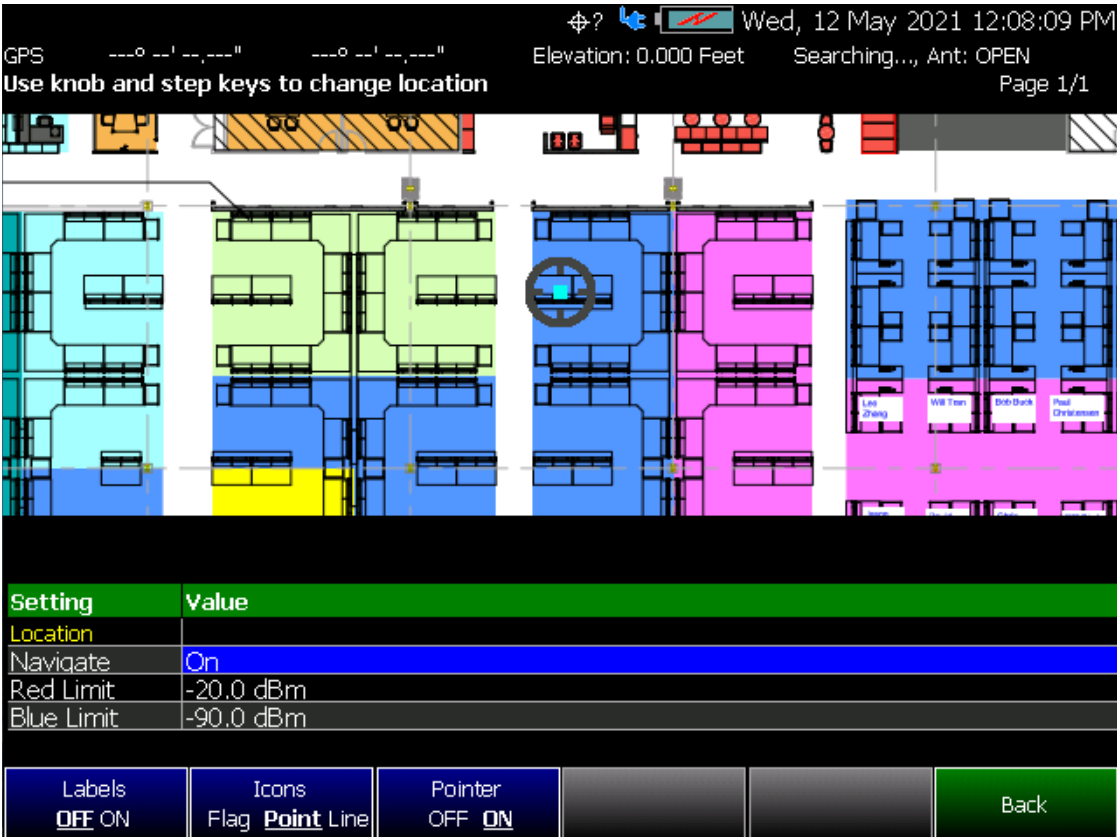 ? Wed, 12 May 2021 12:08:09 PM
GPS ---º --' --,---" ---º --' --,---" Elevation: 0.000 Feet Searching..., Ant: OPEN
Use knob and step keys to change location Page 1/1
Lee Will Tran Bob Buck Paul
Zhang Christensen
Setting Value
Location
Navigate On
Red Limit -20.0 dBm
Blue Limit -90.0 dBm
Labels Icons Pointer
OFF ON Flag Point Line OFF ON Back